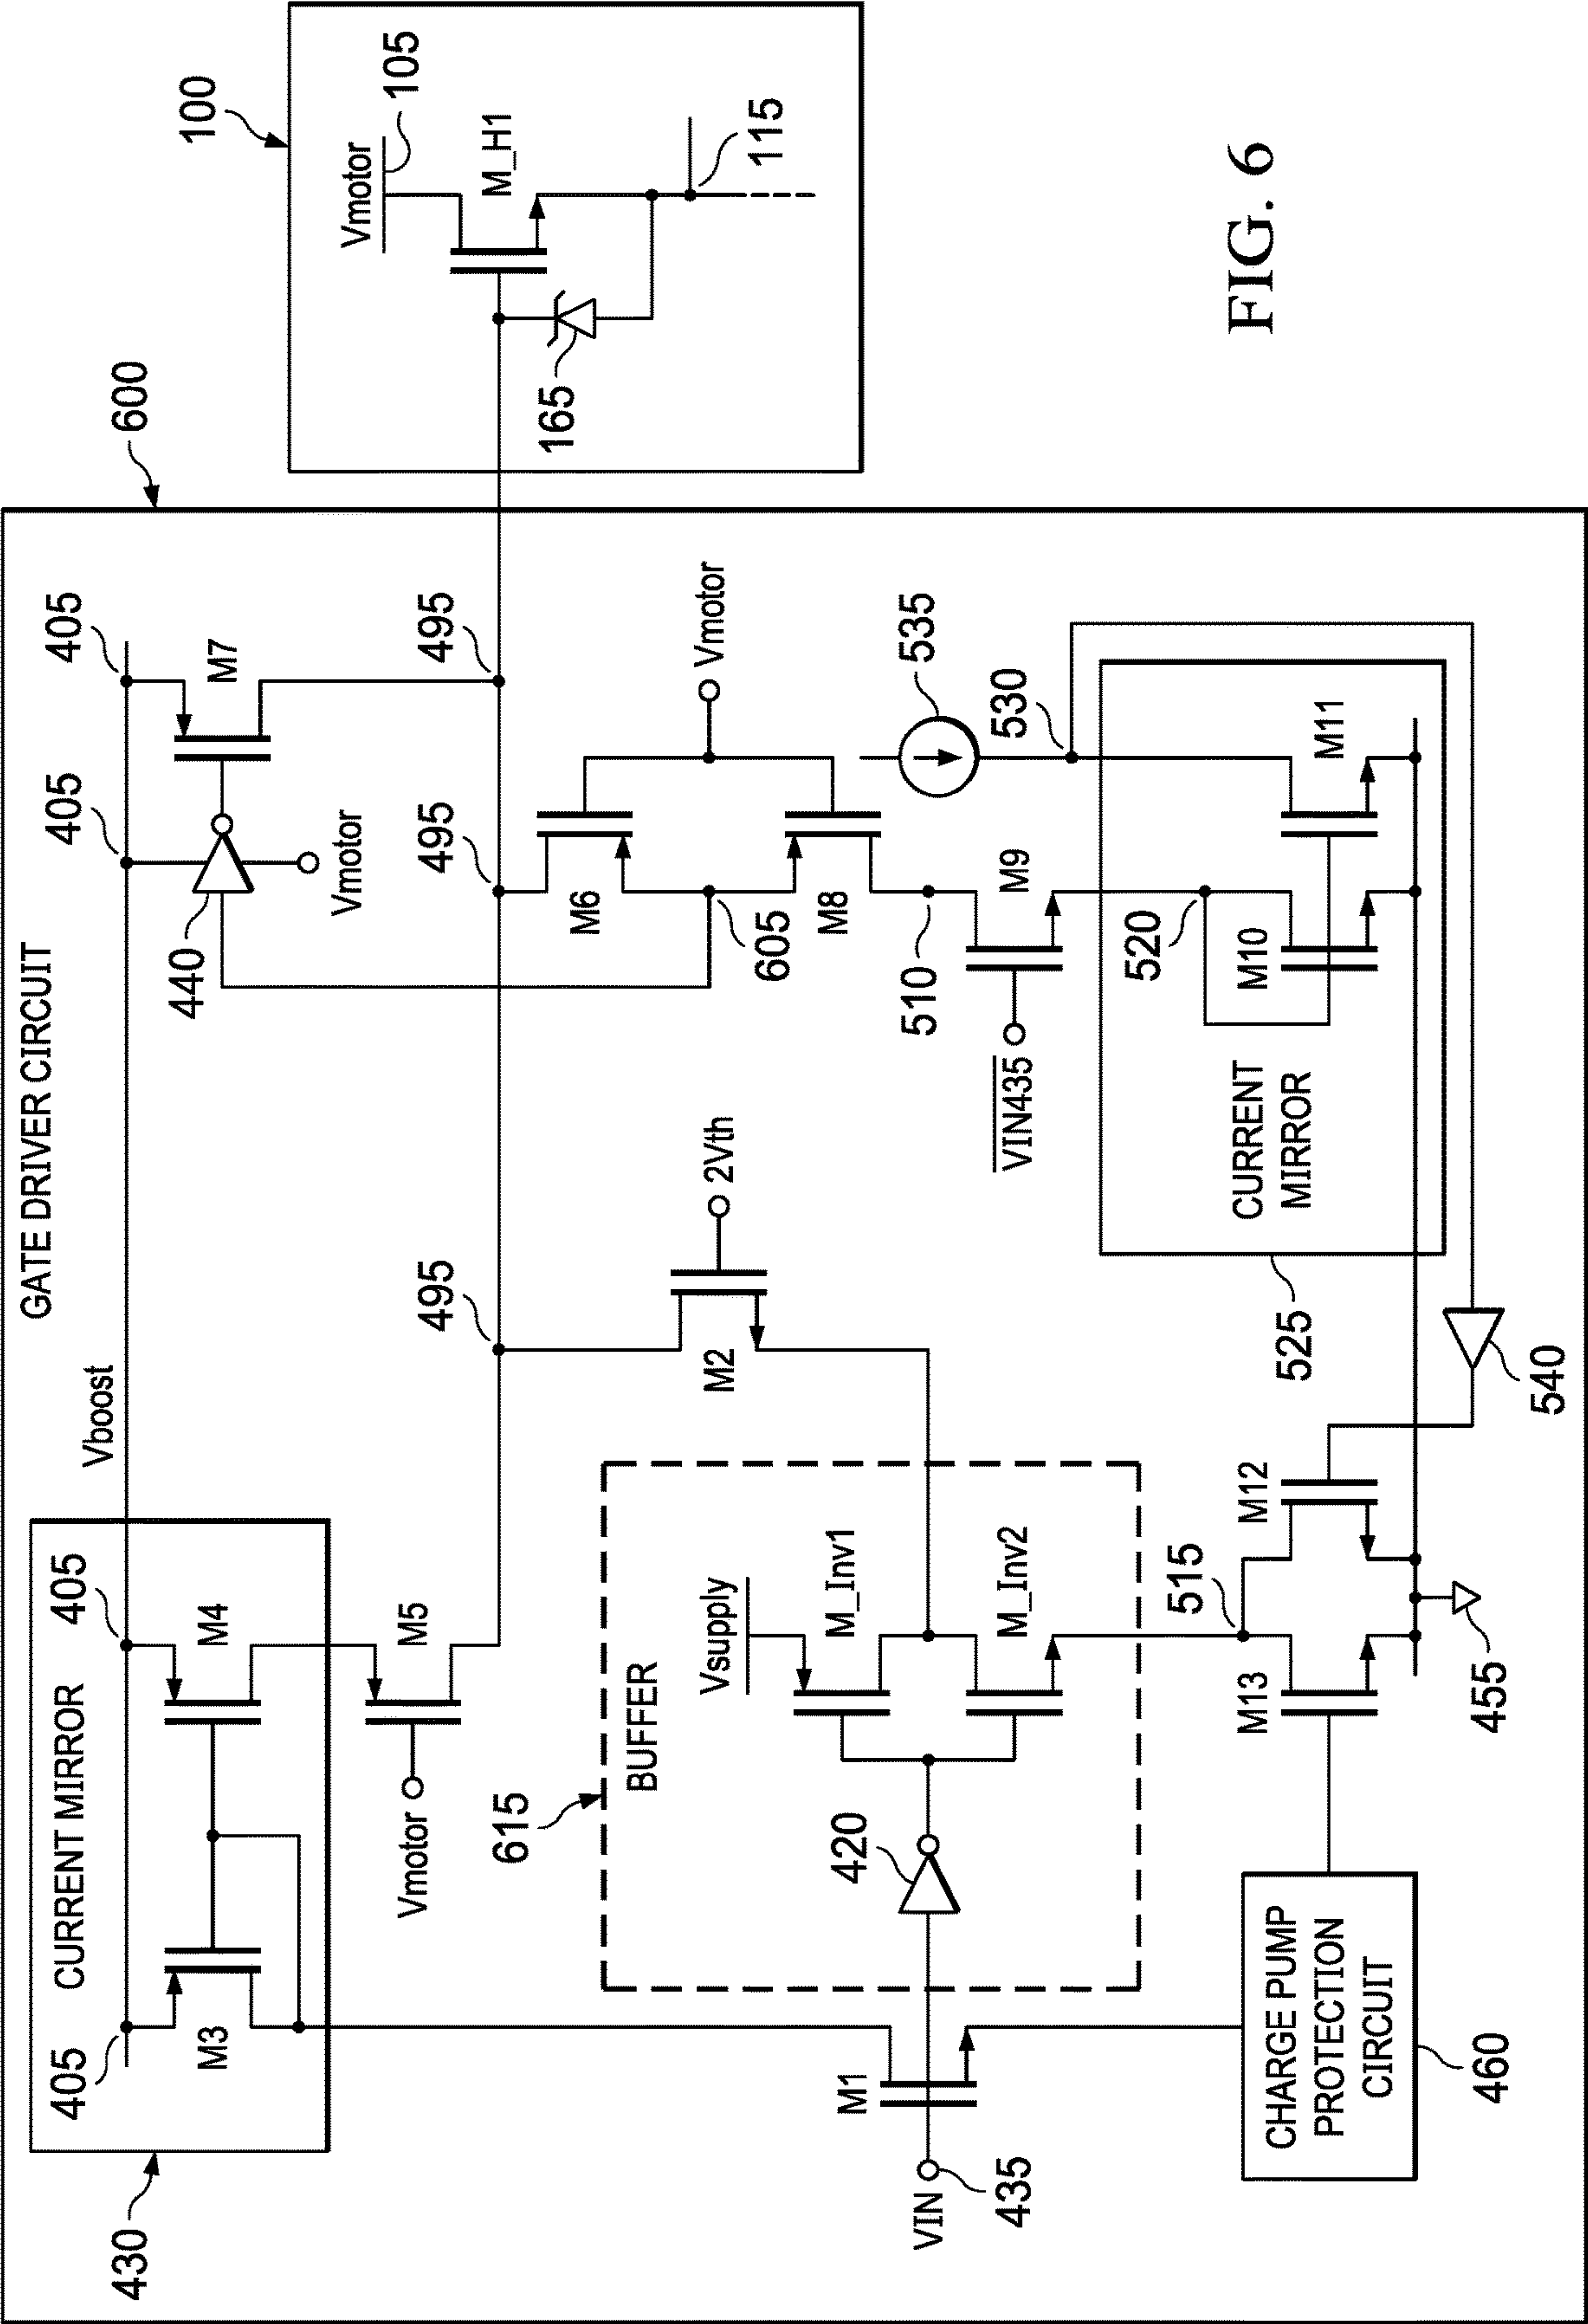 GATE DRIVER CIRCUIT
600
100
430
CURRENT MIRROR
405
M3
405
M4
Vboost
405
405
M7
440
Vmotor
Vmotor
105
M_H1
165
115
Vmotor
M5
495
495
495
615
BUFFER
Vsupply
M_Inv1
M_Inv2
420
M2
2Vth
M6
605
M8
Vmotor
510
M9
VIN435
535
530
VIN
435
M1
520
M10
M11
CURRENT
MIRROR
525
CHARGE PUMP
PROTECTION
CIRCUIT
460
M13
515
M12
455
540
FIG. 6